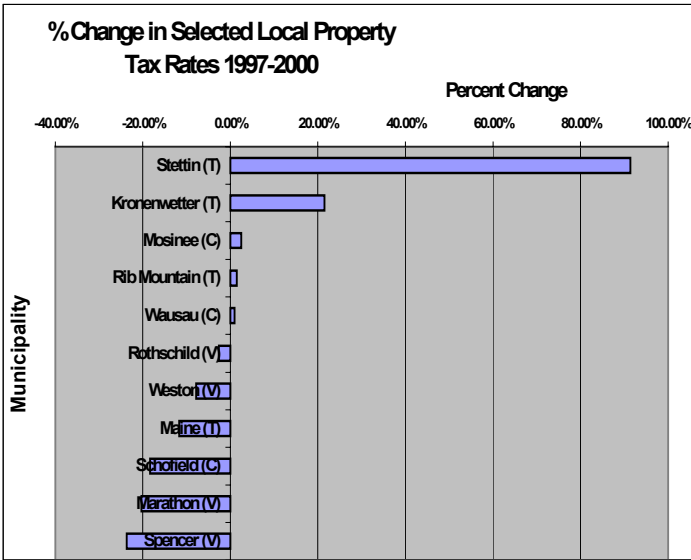 % Change in Selected Local Property
Tax Rates 1997-2000
Percent Change
-40.00% -20.00% 0.00% 20.00% 40.00% 60.00% 80.00% 100.00%
Municipality
Stettin (T)
Kronenwetter (T)
Mosinee (C)
Rib Mountain (T)
Wausau (C)
Rothschild (V)
Weston (V)
Maine (T)
Schofield (C)
Marathon (V)
Spencer (V)